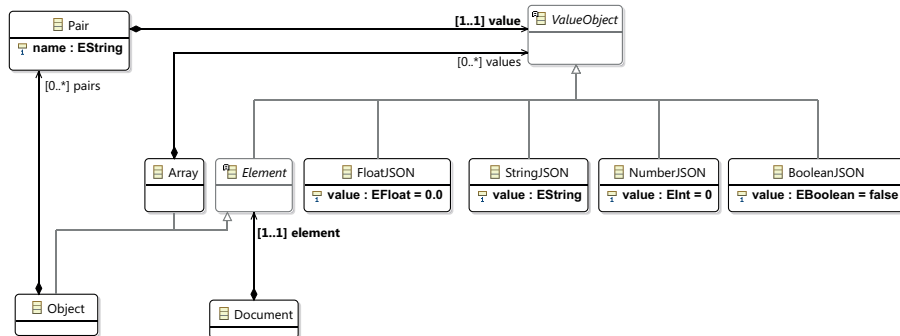 Pair
name : EString
[1..1] value
ValueObject
[0..*] values
[0..*] pairs
Array
Element
FloatJSON
value : EFloat = 0.0
StringJSON
value : EString
NumberJSON
value : EInt = 0
BooleanJSON
value : EBoolean = false
[1..1] element
Object
Document